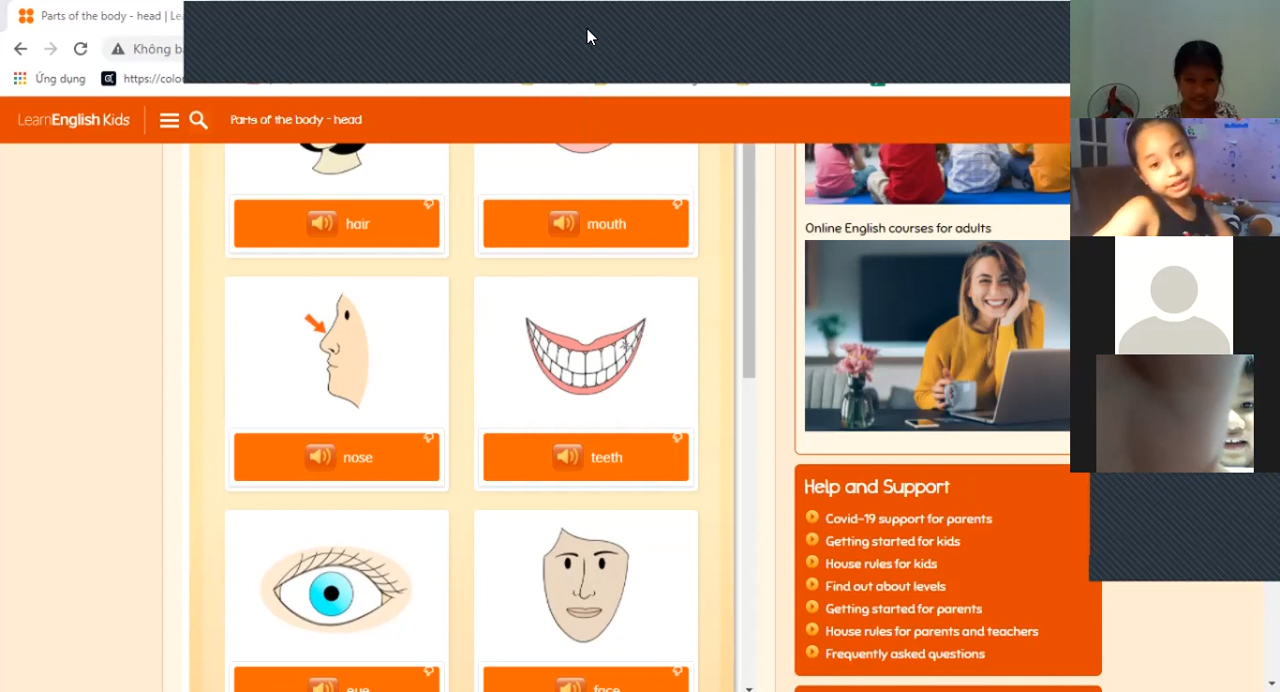 Parts of the body - head | Le
Không b
Ứng dụng
https://color
LearnEnglish Kids
Parts of the body - head
hair
mouth
Online English courses for adults
nose
teeth
Help and Support
Covid-19 support for parents
Getting started for kids
House rules for kids
Find out about levels
Getting started for parents
House rules for parents and teachers
Frequently asked questions
eye
face